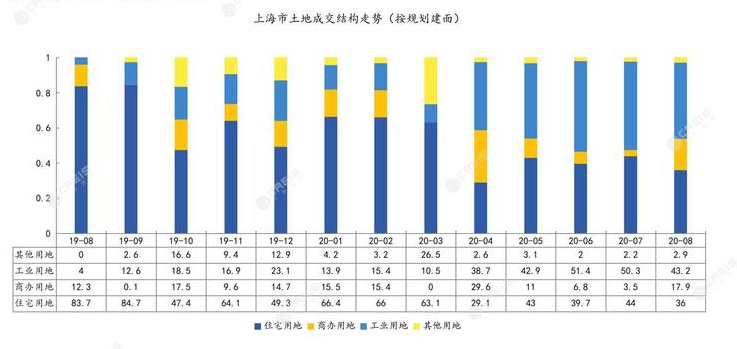 上海市土地成交结构走势（按规划建面）
1
0.8
0.6
0.4
0.2
0
19-08 19-09 19-10 19-11 19-12 20-01 20-02 20-03 20-04 20-05 20-06 20-07 20-08
其他用地 0 2.6 16.6 9.4 12.9 4.2 3.2 26.5 2.6 3.1 2 2.2 2.9
工业用地 4 12.6 18.5 16.9 23.1 13.9 15.4 10.5 38.7 42.9 51.4 50.3 43.2
商办用地 12.3 0.1 17.5 9.6 14.7 15.5 15.4 0 29.6 11 6.8 3.5 17.9
住宅用地 83.7 84.7 47.4 64.1 49.3 66.4 66 63.1 29.1 43 39.7 44 36
住宅用地 商办用地 工业用地 其他用地
CREIS